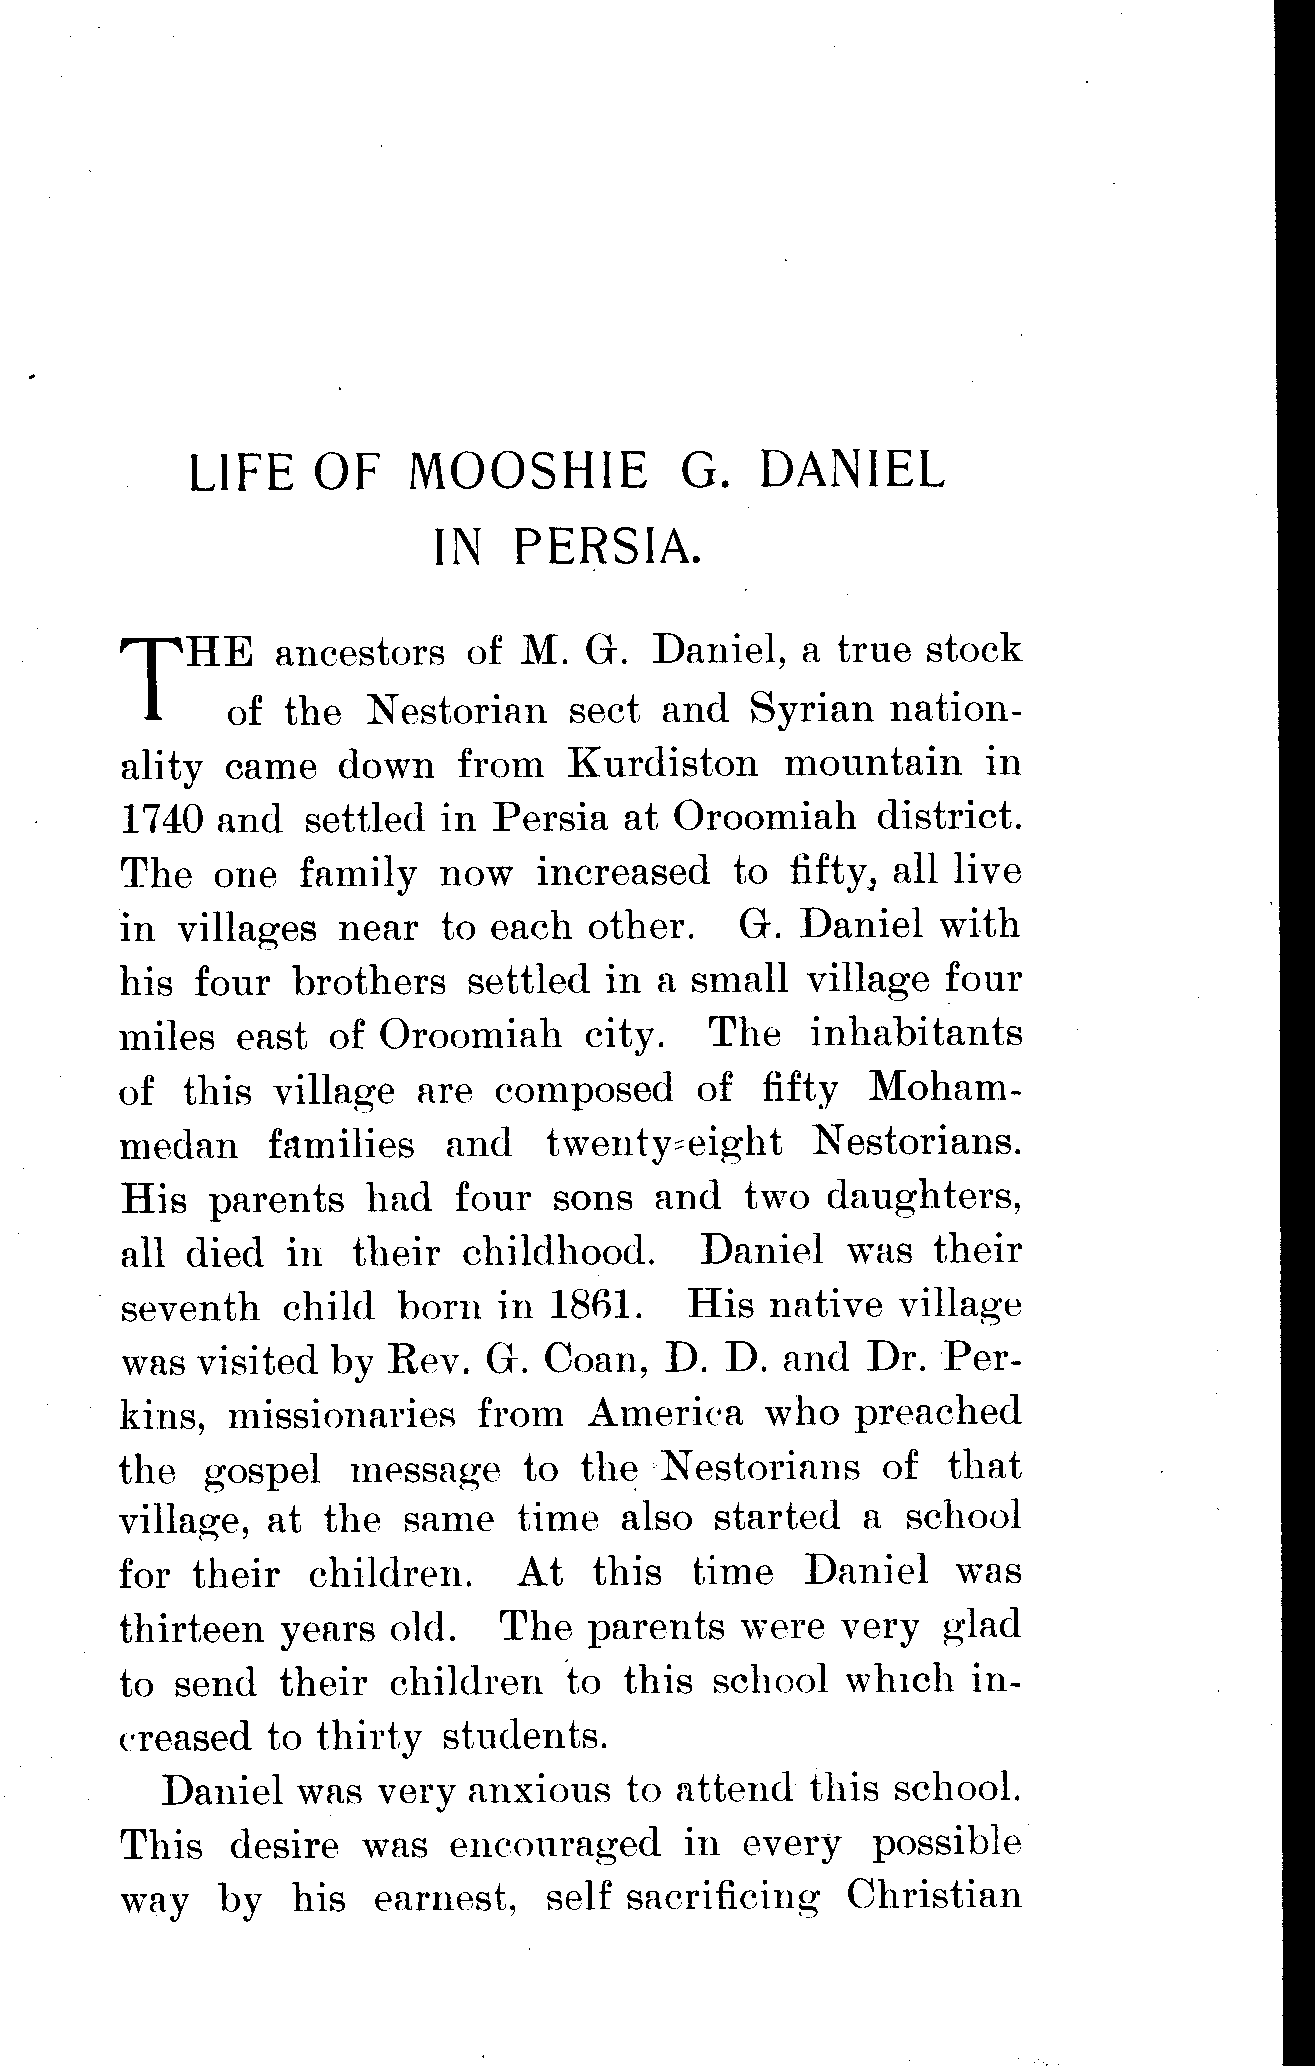 LIFE OF MOOSHIE G. DANIEL
IN PERSIA.
THE ancestors of M. G. Daniel, a true stock
of the Nestorian sect and Syrian nation-
ality came down from Kurdiston mountain in
1740 and settled in Persia at Oroomiah district.
The one family now increased to fifty, all live
in villages near to each other. G. Daniel with
his four brothers settled in a small village four
miles east of Oroomiah city. The inhabitants
of this village are composed of fifty Moham-
medan families and twenty-eight Nestorians.
His parents had four sons and two daughters,
all died in their childhood. Daniel was their
seventh child born in 1861. His native village
was visited by Rev. G. Coan, D. D. and Dr. Per-
kins, missionaries from America who preached
the gospel message to the Nestorians of that
village, at the same time also started a school
for their children. At this time Daniel was
thirteen years old. The parents were very glad
to send their children to this school which in-
creased to thirty students.
Daniel was very anxious to attend this school.
This desire was encouraged in every possible
way by his earnest, self sacrificing Christian